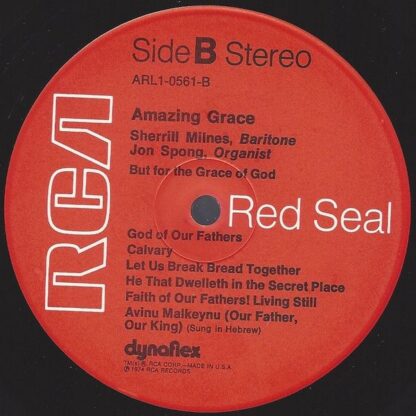 Side B Stereo
ARL1-0561-B
Amazing Grace
Sherrill Milnes, Baritone
Jon Spong, Organist
But for the Grace of God
RCA
Red Seal
God of Our Fathers
Calvary
Let Us Break Bread Together
He That Dwelleth in the Secret Place
Faith of Our Fathers! Living Still
Avinu Malkeynu (Our Father,
Our King) (Sung in Hebrew)
dynaflex
RCA CORP.—MADE IN U.S.A.
1974 RCA RECORDS